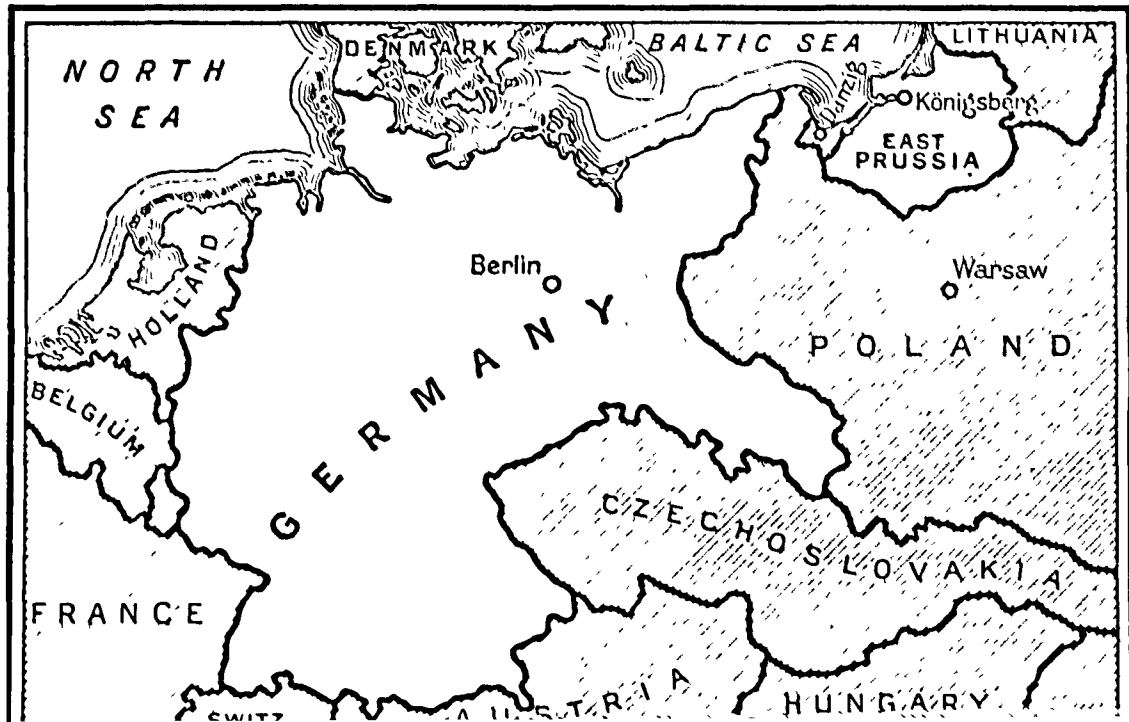 NORTH
SEA
DENMARK
BALTIC SEA
LITHUANIA
Königsberg
Danzig
EAST
PRUSSIA
HOLLAND
Berlin
Warsaw
GERMANY
POLAND
BELGIUM
CZECHOSLOVAKIA
FRANCE
SWITZ.
AUSTRIA
HUNGARY